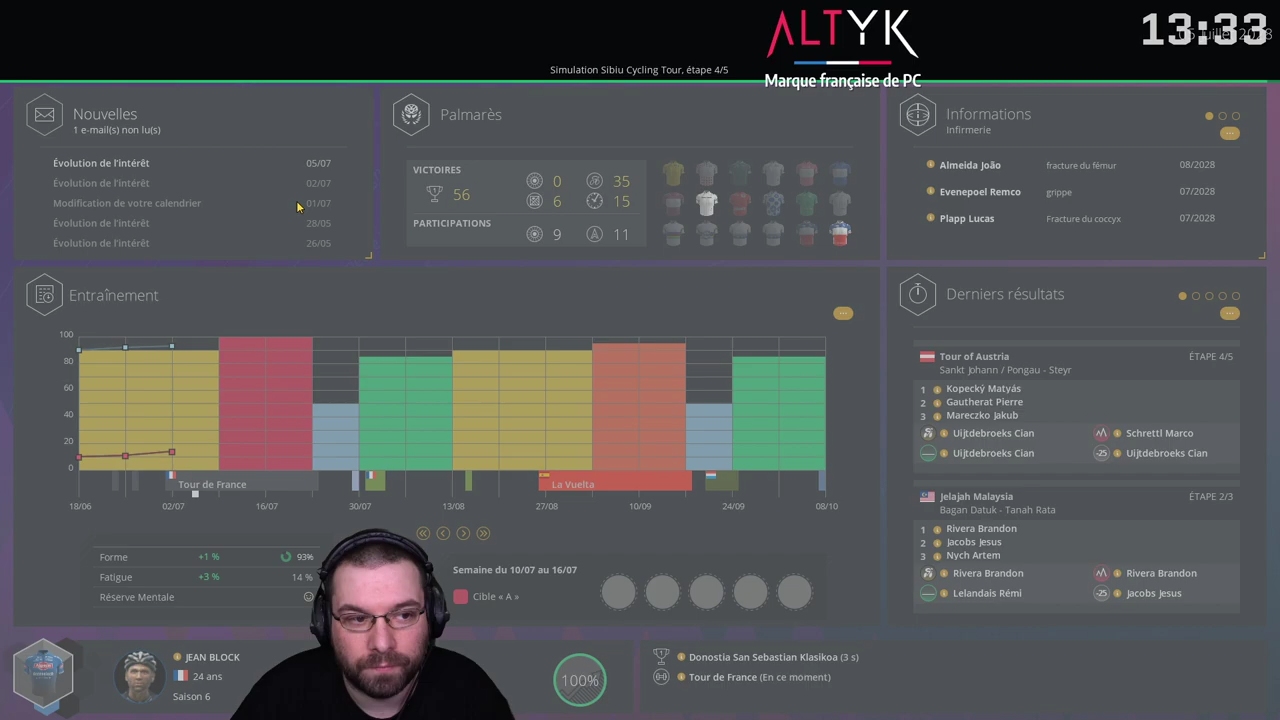 ALTYK
Marque française de PC
13:33
Simulation Sibiu Cycling Tour, étape 4/5
Nouvelles
1 e-mail(s) non lu(s)
Évolution de l'intérêt 05/07
Évolution de l'intérêt 02/07
Modification de votre calendrier 01/07
Évolution de l'intérêt 28/05
Évolution de l'intérêt 26/05
Palmarès
VICTOIRES
56
0 35
6 15
PARTICIPATIONS
9 11
Informations
Infirmerie
Almeida João fracture du fémur 08/2028
Evenepoel Remco grippe 07/2028
Plapp Lucas Fracture du coccyx 07/2028
Entraînement
100
80
60
40
20
0
Tour de France
La Vuelta
18/06 02/07 16/07 30/07 13/08 27/08 10/09 24/09 08/10
Forme +1 % 93%
Fatigue +3 % 14 %
Réserve Mentale
Semaine du 10/07 au 16/07
Cible « A »
Derniers résultats
Tour of Austria ÉTAPE 4/5
Sankt Johann / Pongau - Steyr
1 Kopecký Matyás
2 Gautherat Pierre
3 Mareczko Jakub
Uijtdebroeks Cian Schrettl Marco
Uijtdebroeks Cian -25 Uijtdebroeks Cian
Jelajah Malaysia ÉTAPE 2/3
Bagan Datuk - Tanah Rata
1 Rivera Brandon
2 Jacobs Jesus
3 Nych Artem
Rivera Brandon Rivera Brandon
Lelandais Rémi -25 Jacobs Jesus
JEAN BLOCK
24 ans
Saison 6
100%
Donostia San Sebastian Klasikoa (3 s)
Tour de France (En ce moment)